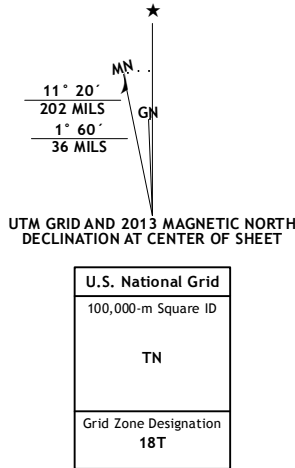 ★
MN
GN
11° 20´
202 MILS
1° 60´
36 MILS
UTM GRID AND 2013 MAGNETIC NORTH
DECLINATION AT CENTER OF SHEET
U.S. National Grid
100,000-m Square ID
TN
Grid Zone Designation
18T